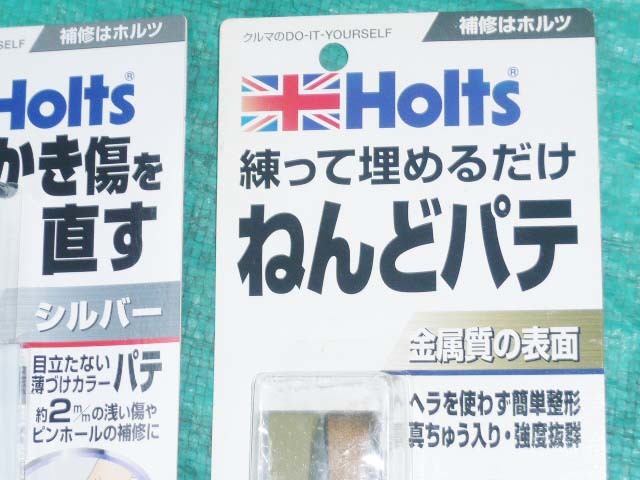 URSELF
補修はホルツ
Holts®
かき傷を
直す
シルバー
目立たない
薄づけカラーパテ
約2m/mの浅い傷や
ピンホールの補修に
クルマのDO-IT-YOURSELF
補修はホルツ
Holts®
練って埋めるだけ
ねんどパテ
金属質の表面
ヘラを使わず簡単整形
真ちゅう入り・強度抜群